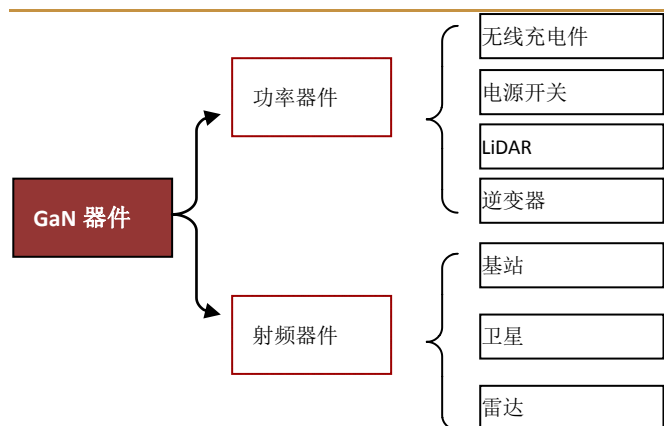 无线充电件
功率器件
电源开关
LiDAR
逆变器
GaN 器件
基站
射频器件
卫星
雷达